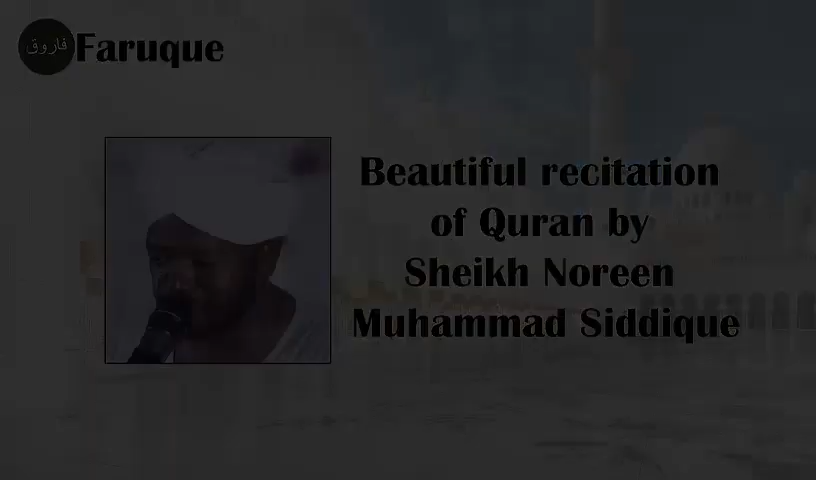 فاروق
Faruque
Beautiful recitation
of Quran by
Sheikh Noreen
Muhammad Siddique